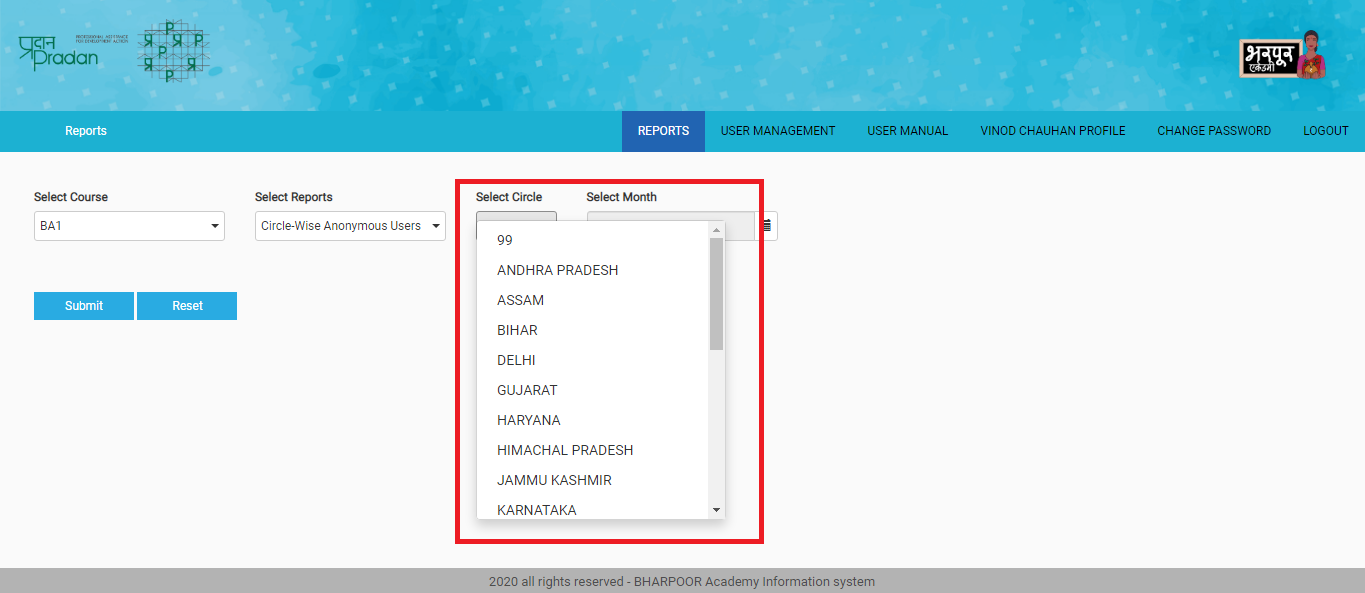 प्रदान
Pradan
PROFESSIONAL ASSISTANCE
FOR DEVELOPMENT ACTION
P
प्र प्र P
P प्र
प्र P प्र
P
भरपूर
एकेडमी
Reports
REPORTS
USER MANAGEMENT
USER MANUAL
VINOD CHAUHAN PROFILE
CHANGE PASSWORD
LOGOUT
Select Course
Select Reports
Select Circle
Select Month
BA1
Circle-Wise Anonymous Users
99
ANDHRA PRADESH
ASSAM
BIHAR
DELHI
GUJARAT
HARYANA
HIMACHAL PRADESH
JAMMU KASHMIR
KARNATAKA
Submit
Reset
2020 all rights reserved - BHARPOOR Academy Information system